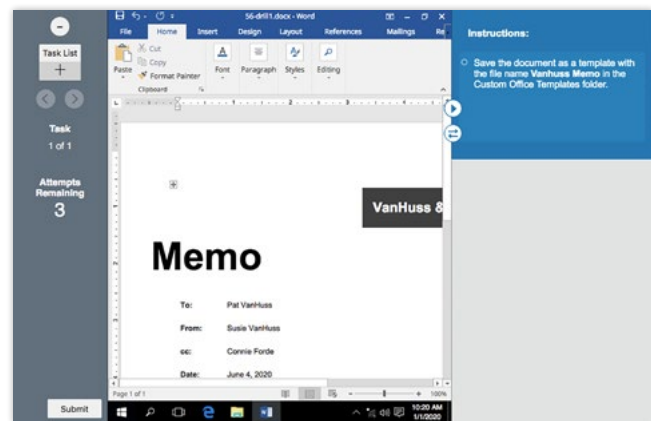 Task List
Task
1 of 1
Attempts
Remaining
3
Submit
56-drill1.docx - Word
File Home Insert Design Layout References Mailings Re
Paste
Cut
Copy
Format Painter
Clipboard
Font
Paragraph
Styles
Editing
VanHuss &
Memo
To: Pat VanHuss
From: Susie VanHuss
cc: Connie Forde
Date: June 4, 2020
Page 1 of 1
100%
10:20 AM
1/1/2020
Instructions:
Save the document as a template with
the file name Vanhuss Memo in the
Custom Office Templates folder.